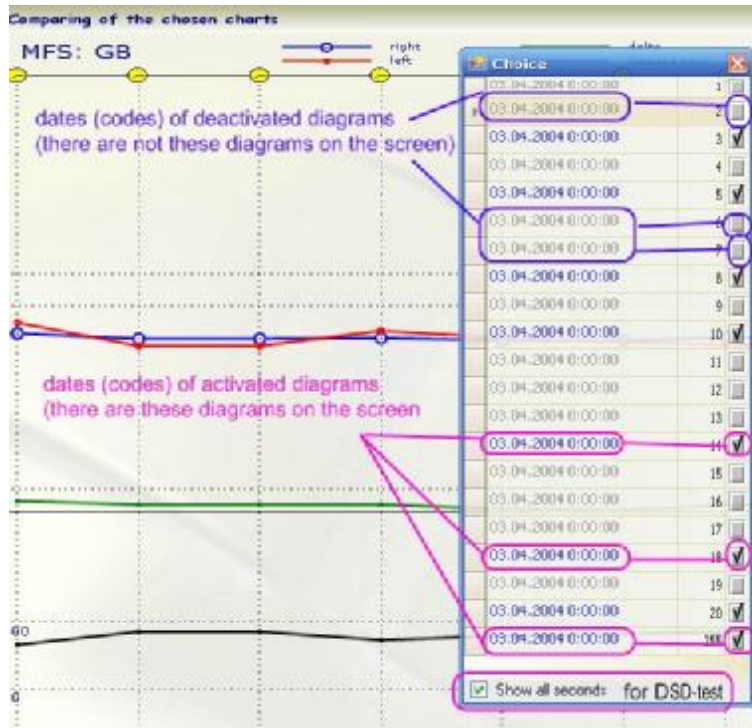 Comparing of the chosen charts
MFS: GB
right
left
delta
Choice
03.04.2004 0:00:00 1
03.04.2004 0:00:00 2
03.04.2004 0:00:00 3
03.04.2004 0:00:00 4
03.04.2004 0:00:00 5
03.04.2004 0:00:00 6
03.04.2004 0:00:00 7
03.04.2004 0:00:00 8
03.04.2004 0:00:00 9
03.04.2004 0:00:00 10
03.04.2004 0:00:00 11
03.04.2004 0:00:00 12
03.04.2004 0:00:00 13
03.04.2004 0:00:00 14
03.04.2004 0:00:00 15
03.04.2004 0:00:00 16
03.04.2004 0:00:00 17
03.04.2004 0:00:00 18
03.04.2004 0:00:00 19
03.04.2004 0:00:00 20
03.04.2004 0:00:00
dates (codes) of deactivated diagrams
(there are not these diagrams on the screen)
dates (codes) of activated diagrams
(there are these diagrams on the screen
60
0
Show all seconds for DSD-test